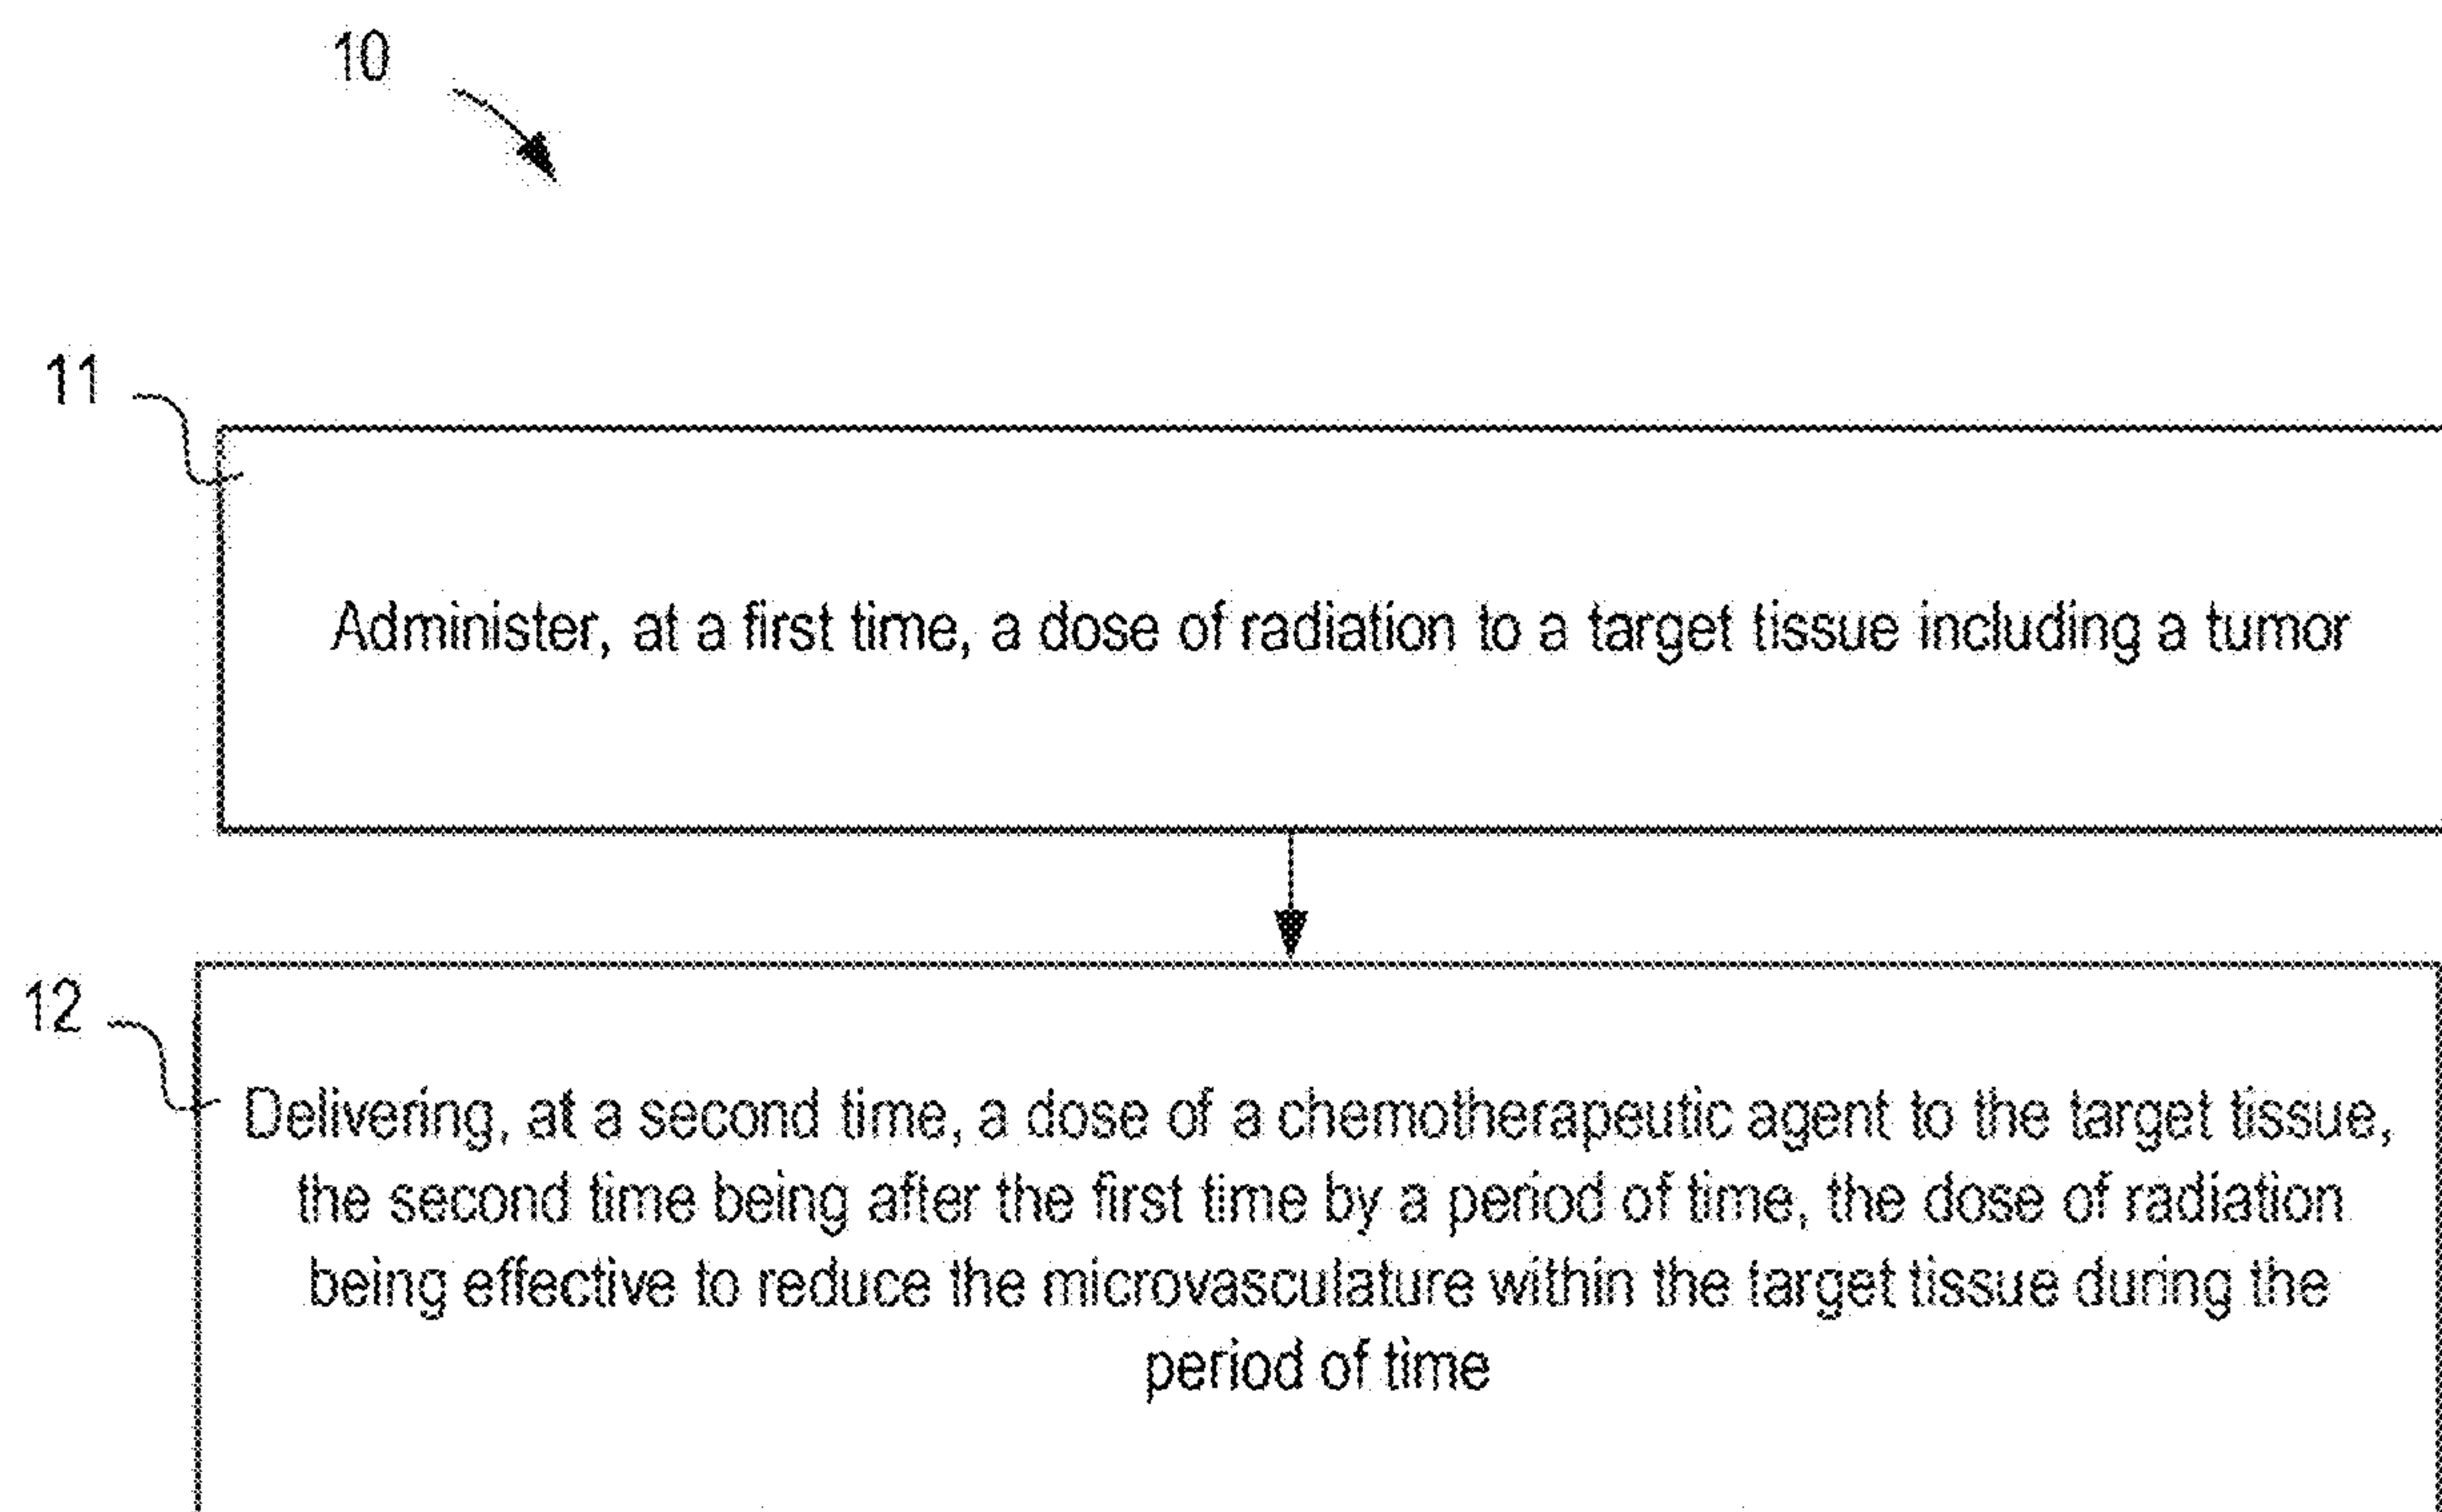 10
11
Administer, at a first time, a dose of radiation to a target tissue including a tumor
12
Delivering, at a second time, a dose of a chemotherapeutic agent to the target tissue,
the second time being after the first time by a period of time, the dose of radiation
being effective to reduce the microvasculature within the target tissue during the
period of time